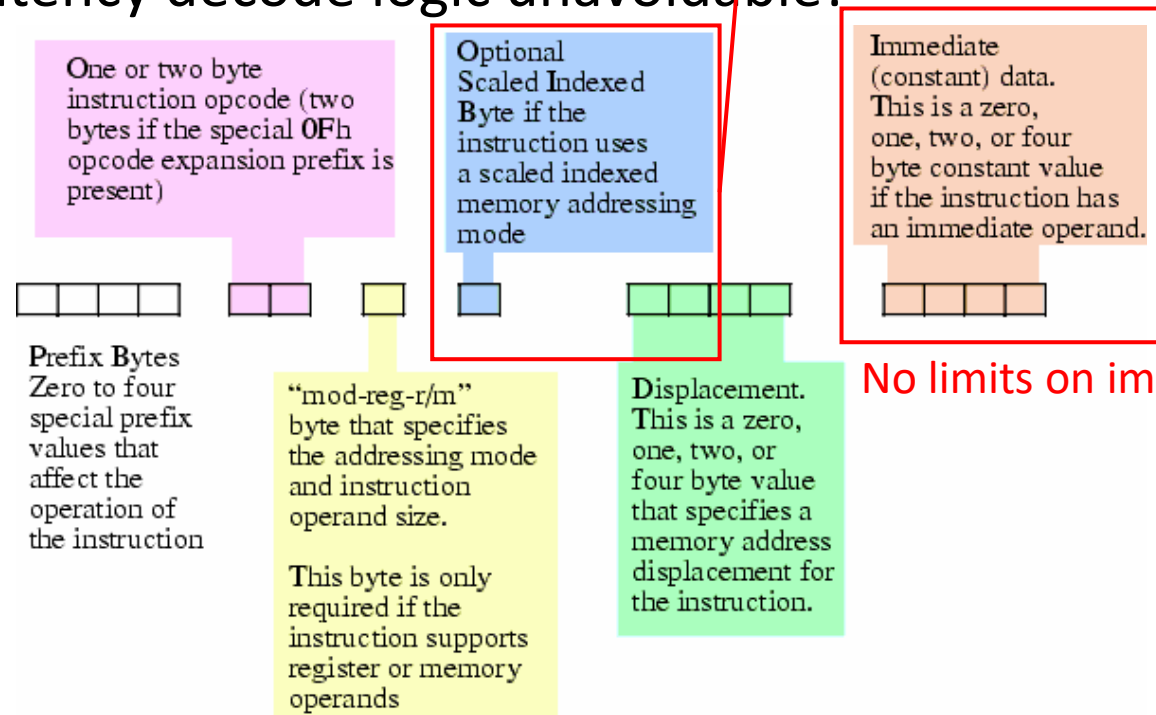 tency decode logic unavoidable?
One or two byte
instruction opcode (two
bytes if the special 0Fh
opcode expansion prefix is
present)
Optional
Scaled Indexed
Byte if the
instruction uses
a scaled indexed
memory addressing
mode
Immediate
(constant) data.
This is a zero,
one, two, or four
byte constant value
if the instruction has
an immediate operand.
Prefix Bytes
Zero to four
special prefix
values that
affect the
operation of
the instruction
“mod-reg-r/m”
byte that specifies
the addressing mode
and instruction
operand size.
This byte is only
required if the
instruction supports
register or memory
operands
Displacement.
This is a zero,
one, two, or
four byte value
that specifies a
memory address
displacement for
the instruction.
No limits on im